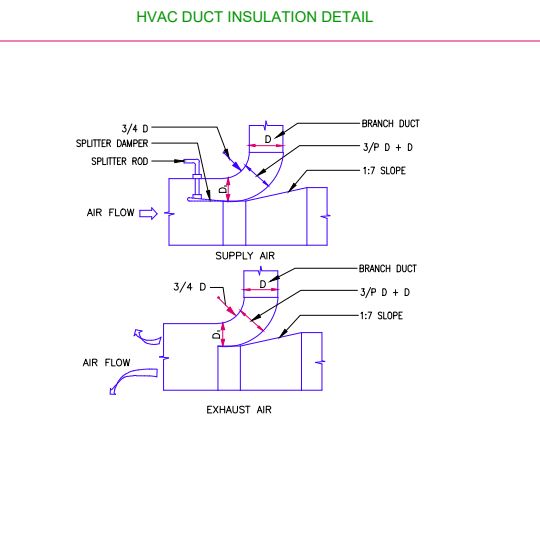 HVAC DUCT INSULATION DETAIL
3/4 D
BRANCH DUCT
D
SPLITTER DAMPER
3/P D + D
SPLITTER ROD
1:7 SLOPE
D,
AIR FLOW
SUPPLY AIR
BRANCH DUCT
3/4 D
D
3/P D + D
1:7 SLOPE
D,
AIR FLOW
EXHAUST AIR